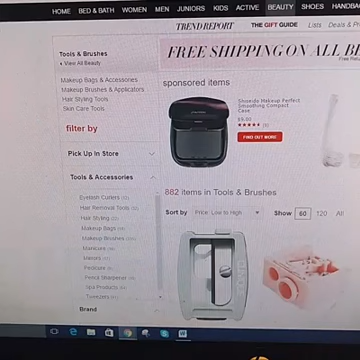 HOME BED & BATH WOMEN MEN JUNIORS KIDS ACTIVE BEAUTY SHOES HANDBA
TREND REPORT THE GIFT GUIDE Lists Deals & Pr
Tools & Brushes
View All Beauty
FREE SHIPPING ON ALL BE
Free Retu
Makeup Bags & Accessories
Makeup Brushes & Applicators
Hair Styling Tools
Skin Care Tools
sponsored items
Shiseido Makeup Perfect
Smoothing Compact
Case
FIND OUT MORE
filter by
Pick Up In Store
Tools & Accessories
882 items in Tools & Brushes
Eyelash Curlers
Hair Removal Tools
Hair Styling
Makeup Bags
Makeup Brushes
Manicure
Mirrors
Pedicure
Pencil Sharpener
Spa Products
Tweezers
Sort by Price: Low to High Show 60 120 All
Brand